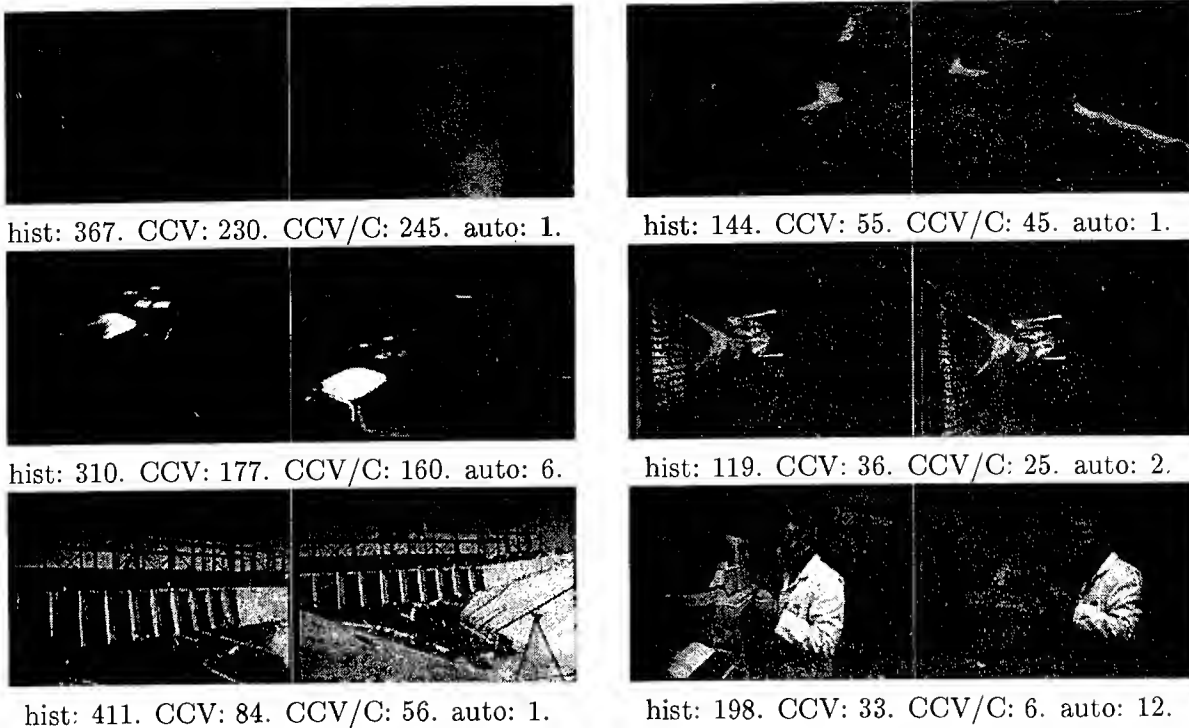 hist: 367. CCV: 230. CCV/C: 245. auto: 1.
hist: 144. CCV: 55. CCV/C: 45. auto: 1.
hist: 310. CCV: 177. CCV/C: 160. auto: 6.
hist: 119. CCV: 36. CCV/C: 25. auto: 2.
hist: 411. CCV: 84. CCV/C: 56. auto: 1.
hist: 198. CCV: 33. CCV/C: 6. auto: 12.